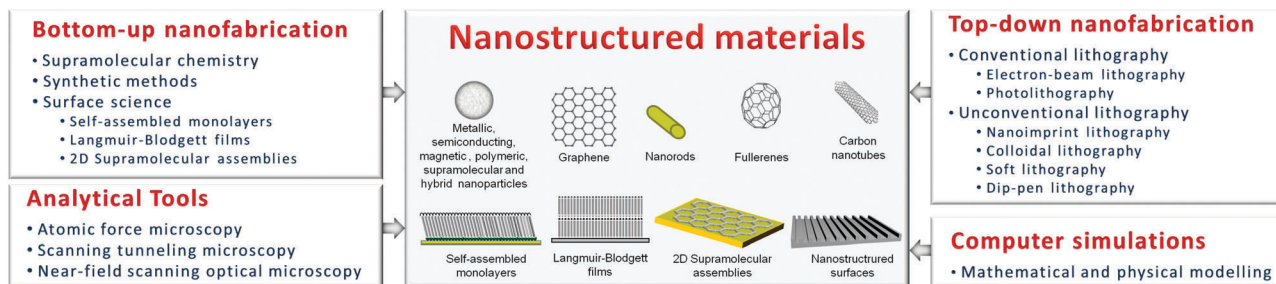 Bottom-up nanofabrication
• Supramolecular chemistry
• Synthetic methods
• Surface science
• Self-assembled monolayers
• Langmuir-Blodgett films
• 2D Supramolecular assemblies
Analytical Tools
• Atomic force microscopy
• Scanning tunneling microscopy
• Near-field scanning optical microscopy
Nanostructured materials
Metallic,
semiconducting,
magnetic, polymeric,
supramolecular and
hybrid nanoparticles
Graphene
Nanorods
Fullerenes
Carbon
nanotubes
Self-assembled
monolayers
Langmuir-Blodgett
films
2D Supramolecular
assemblies
Nanostrucrured
surfaces
Top-down nanofabrication
• Conventional lithography
• Electron-beam lithography
• Photolithography
• Unconventional lithography
• Nanoimprint lithography
• Colloidal lithography
• Soft lithography
• Dip-pen lithography
Computer simulations
• Mathematical and physical modelling